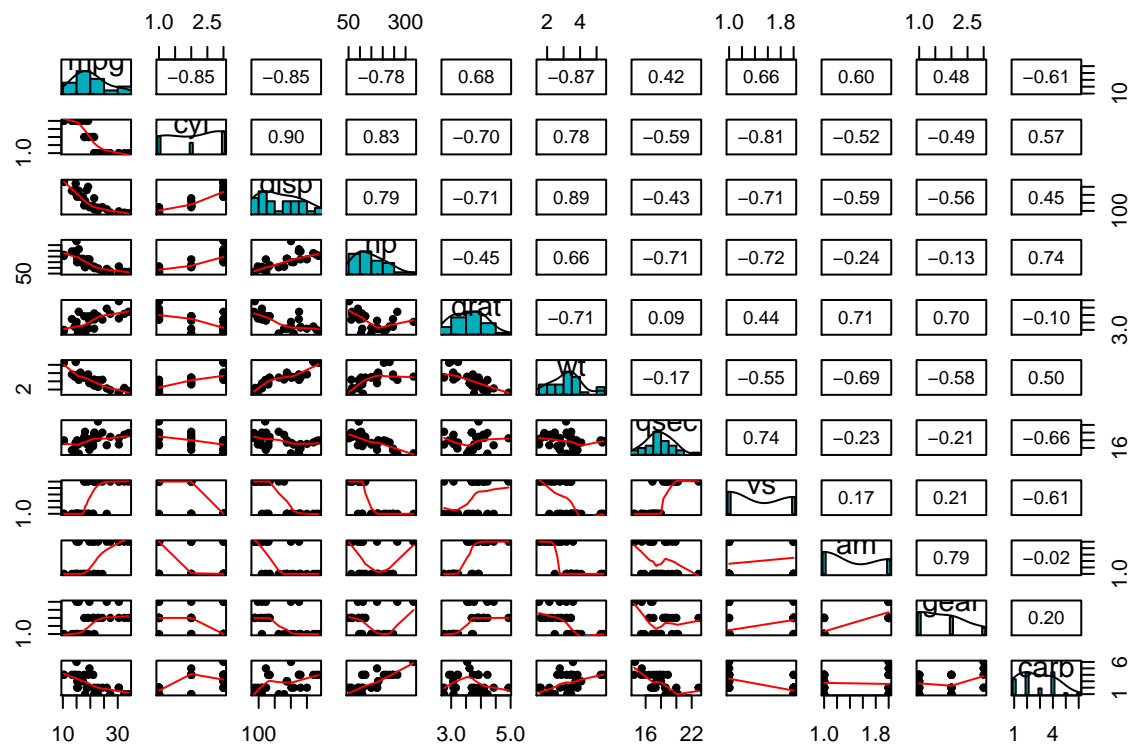 1.0 2.5 50 300 2 4 1.0 1.8 1.0 2.5
mpg −0.85 −0.85 −0.78 0.68 −0.87 0.42 0.66 0.60 0.48 −0.61 10
1.0 cyl 0.90 0.83 −0.70 0.78 −0.59 −0.81 −0.52 −0.49 0.57
disp 0.79 −0.71 0.89 −0.43 −0.71 −0.59 −0.56 0.45 100
50 hp −0.45 0.66 −0.71 −0.72 −0.24 −0.13 0.74
drat −0.71 0.09 0.44 0.71 0.70 −0.10 3.0
2 wt −0.17 −0.55 −0.69 −0.58 0.50
qsec 0.74 −0.23 −0.21 −0.66 16
1.0 vs 0.17 0.21 −0.61
am 0.79 −0.02 1.0
1.0 gear 0.20
carb 1 6
10 30 100 3.0 5.0 16 22 1.0 1.8 1 4